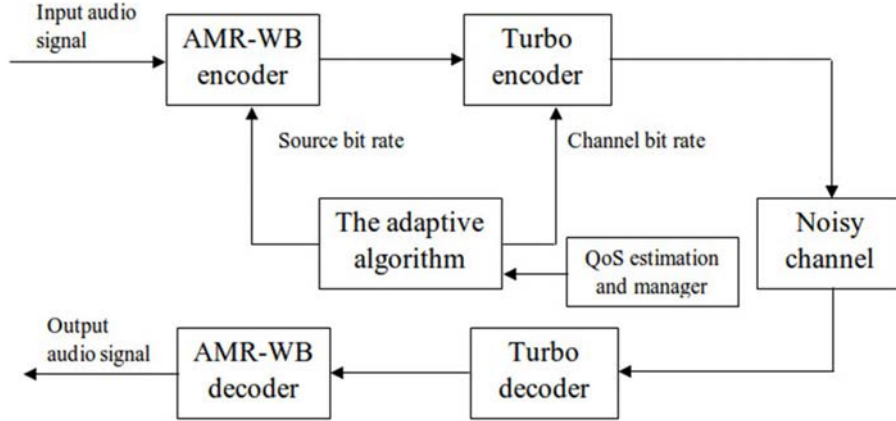 Input audio
signal
AMR-WB
encoder
Turbo
encoder
Source bit rate
Channel bit rate
The adaptive
algorithm
Noisy
channel
QoS estimation
and manager
Output
audio signal
AMR-WB
decoder
Turbo
decoder